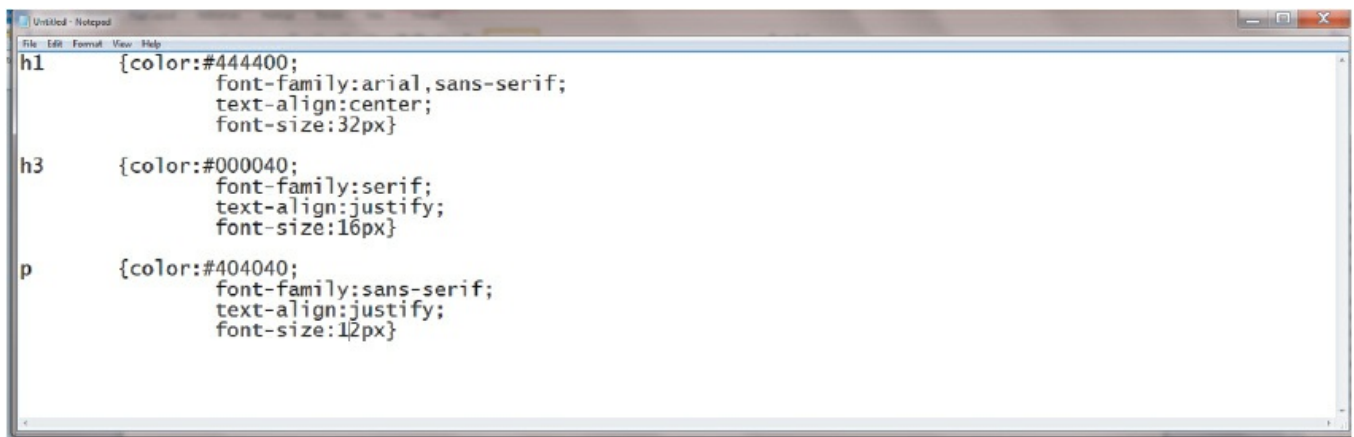 Untitled - Notepad
File Edit Format View Help
h1 {color:#444400;
font-family:arial,sans-serif;
text-align:center;
font-size:32px}
h3 {color:#000040;
font-family:serif;
text-align:justify;
font-size:16px}
p {color:#404040;
font-family:sans-serif;
text-align:justify;
font-size:12px}